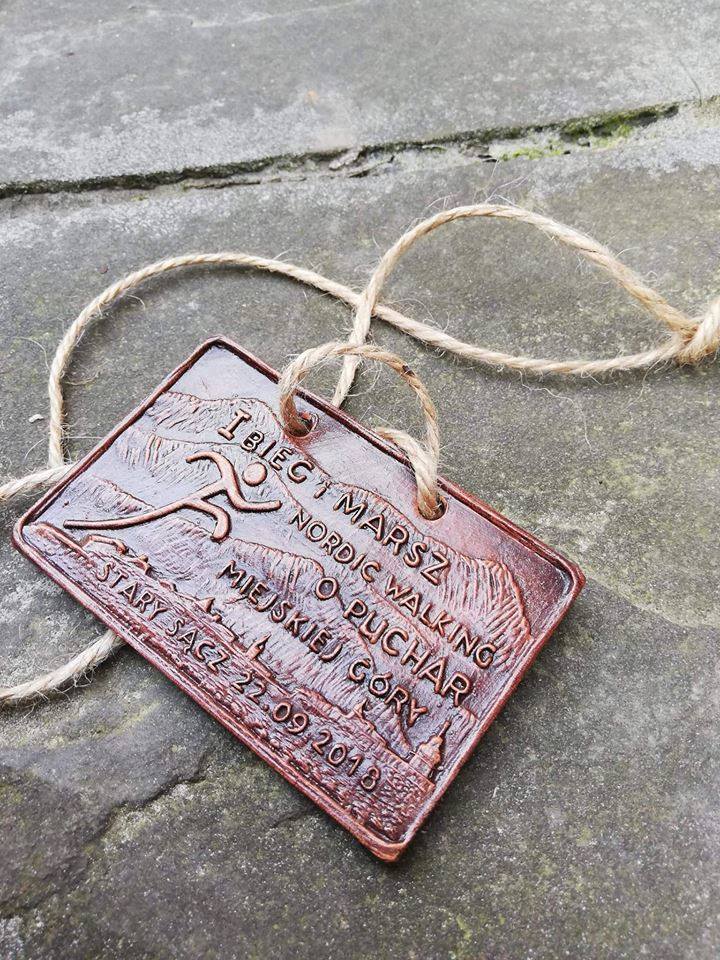 I BIEG I MARSZ
NORDIC WALKING
O PUCHAR
MIEJSKIEJ GÓRY
STARY SĄCZ 22.09.2018